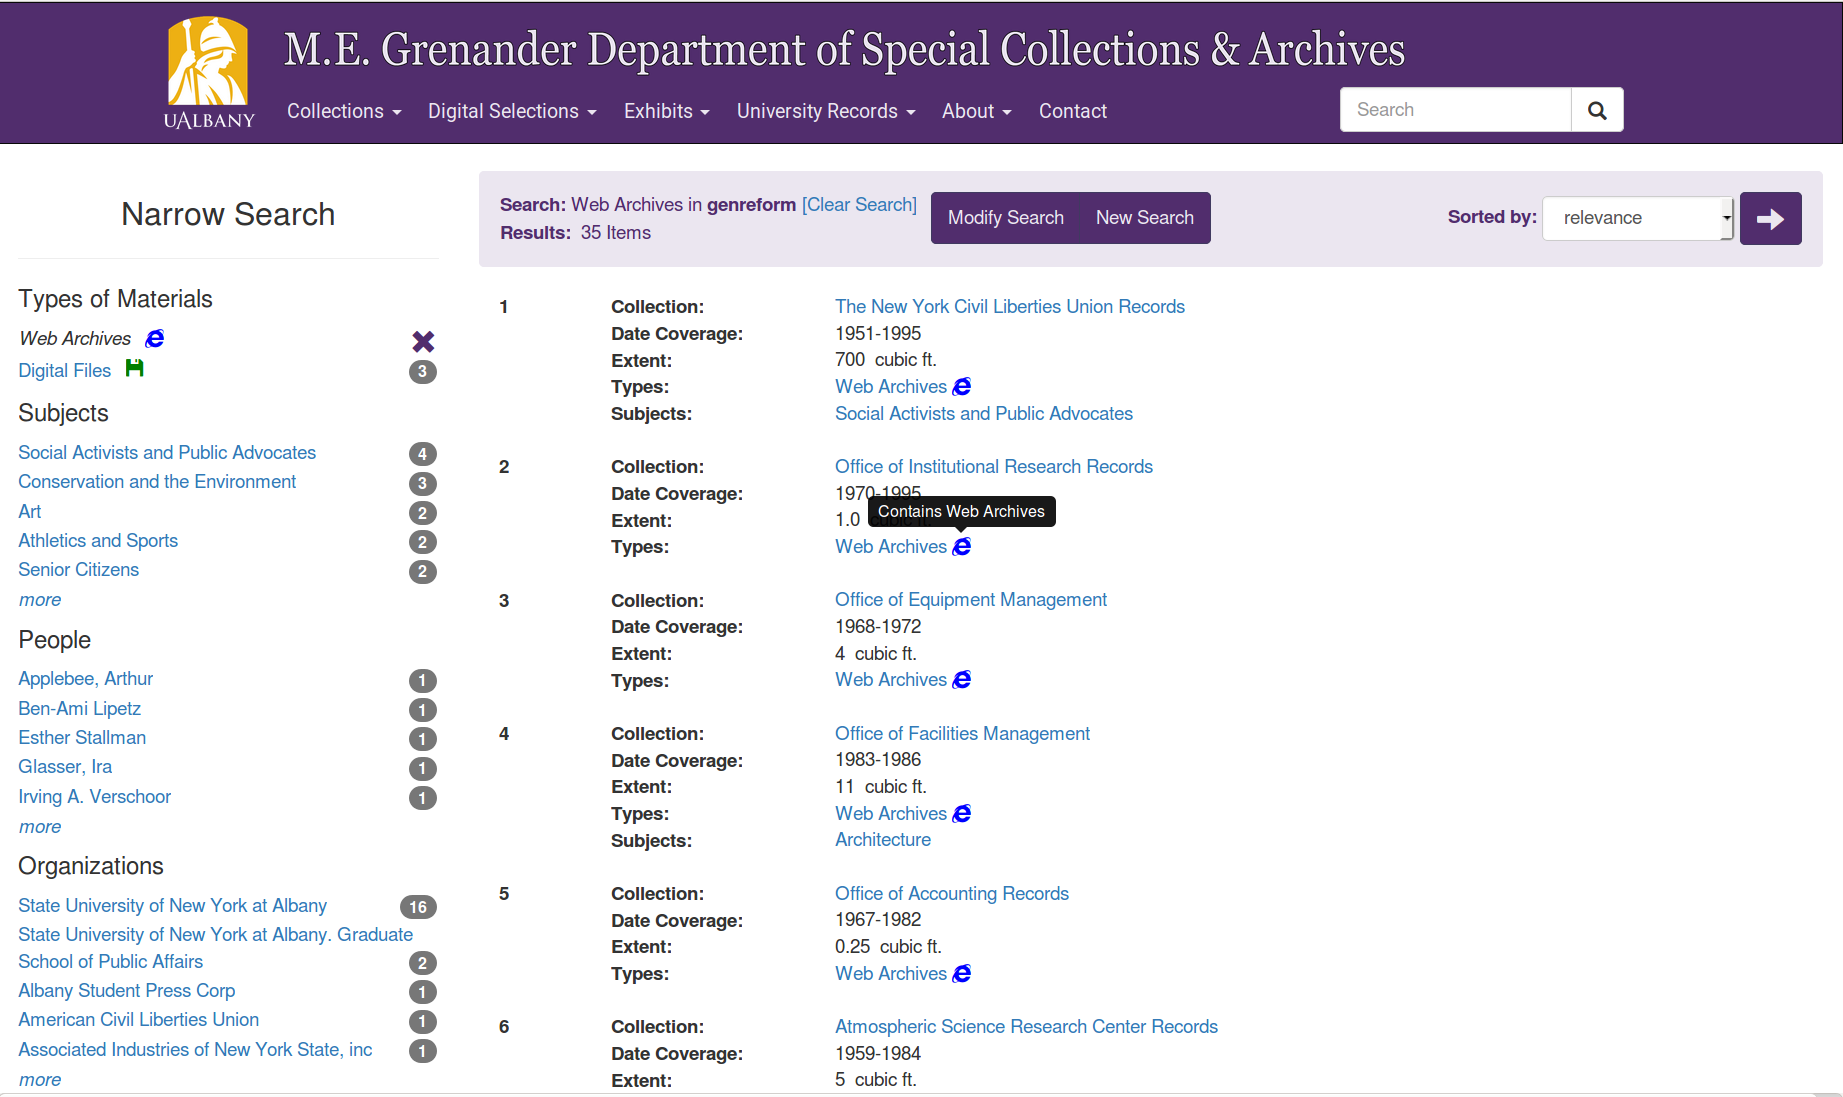 M.E. Grenander Department of Special Collections & Archives
UALBANY
Collections Digital Selections Exhibits University Records About Contact
Search
Narrow Search
Types of Materials
Web Archives
Digital Files 3
Subjects
Social Activists and Public Advocates 4
Conservation and the Environment 3
Art 2
Athletics and Sports 2
Senior Citizens 2
more
People
Applebee, Arthur 1
Ben-Ami Lipetz 1
Esther Stallman 1
Glasser, Ira 1
Irving A. Verschoor 1
more
Organizations
State University of New York at Albany 16
State University of New York at Albany. Graduate
School of Public Affairs 2
Albany Student Press Corp 1
American Civil Liberties Union 1
Associated Industries of New York State, inc 1
more
Search: Web Archives in genreform [Clear Search]
Results: 35 Items
Modify Search New Search
Sorted by: relevance
1 Collection: The New York Civil Liberties Union Records
Date Coverage: 1951-1995
Extent: 700 cubic ft.
Types: Web Archives
Subjects: Social Activists and Public Advocates
2 Collection: Office of Institutional Research Records
Date Coverage: 1970-1995
Contains Web Archives
Extent: 1.0 cubic ft.
Types: Web Archives
3 Collection: Office of Equipment Management
Date Coverage: 1968-1972
Extent: 4 cubic ft.
Types: Web Archives
4 Collection: Office of Facilities Management
Date Coverage: 1983-1986
Extent: 11 cubic ft.
Types: Web Archives
Subjects: Architecture
5 Collection: Office of Accounting Records
Date Coverage: 1967-1982
Extent: 0.25 cubic ft.
Types: Web Archives
6 Collection: Atmospheric Science Research Center Records
Date Coverage: 1959-1984
Extent: 5 cubic ft.